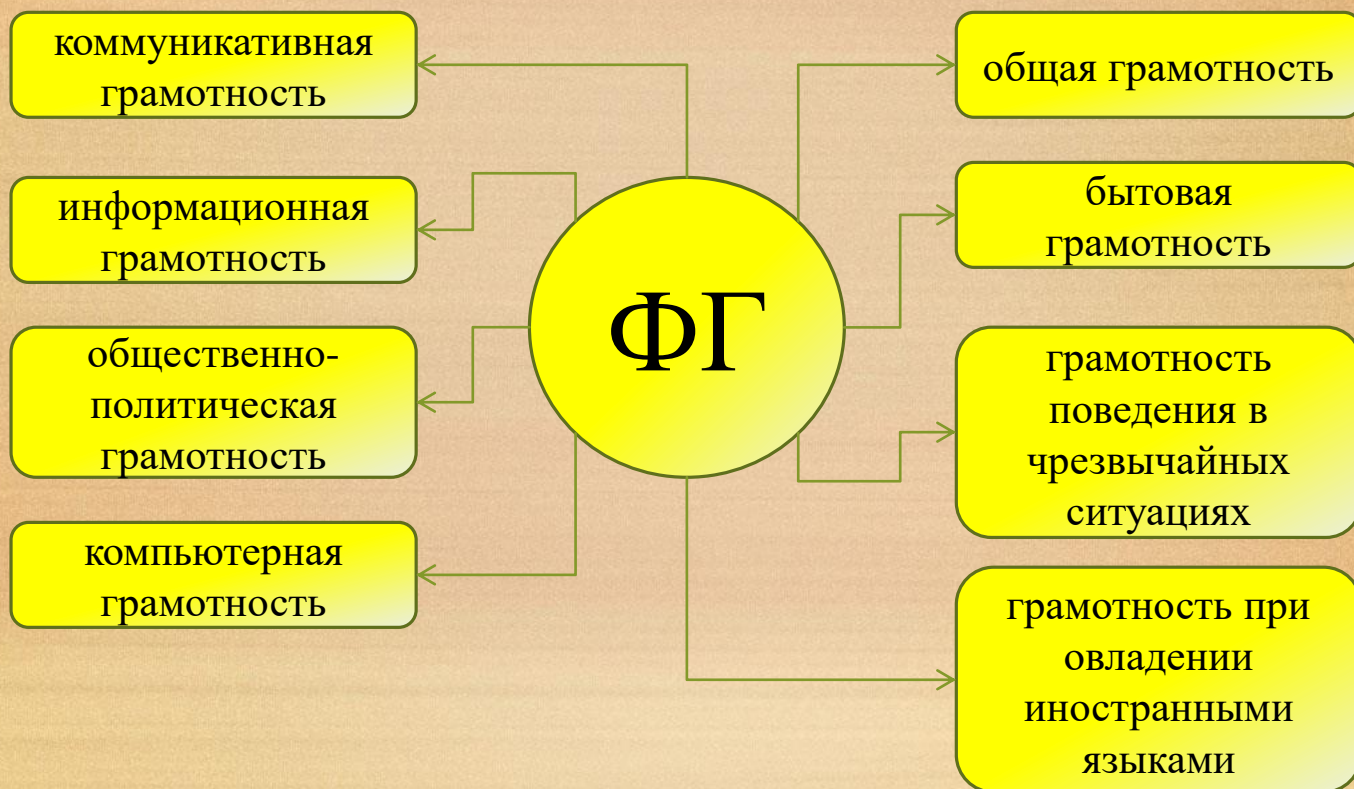 коммуникативная
грамотность
информационная
грамотность
общественно-
политическая
грамотность
компьютерная
грамотность
ФГ
общая грамотность
бытовая
грамотность
грамотность
поведения в
чрезвычайных
ситуациях
грамотность при
овладении
иностранными
языками